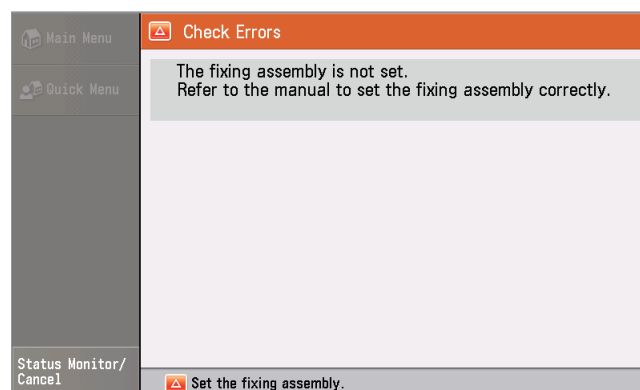 Main Menu
Quick Menu
Check Errors
The fixing assembly is not set.
Refer to the manual to set the fixing assembly correctly.
Status Monitor/
Cancel
Set the fixing assembly.